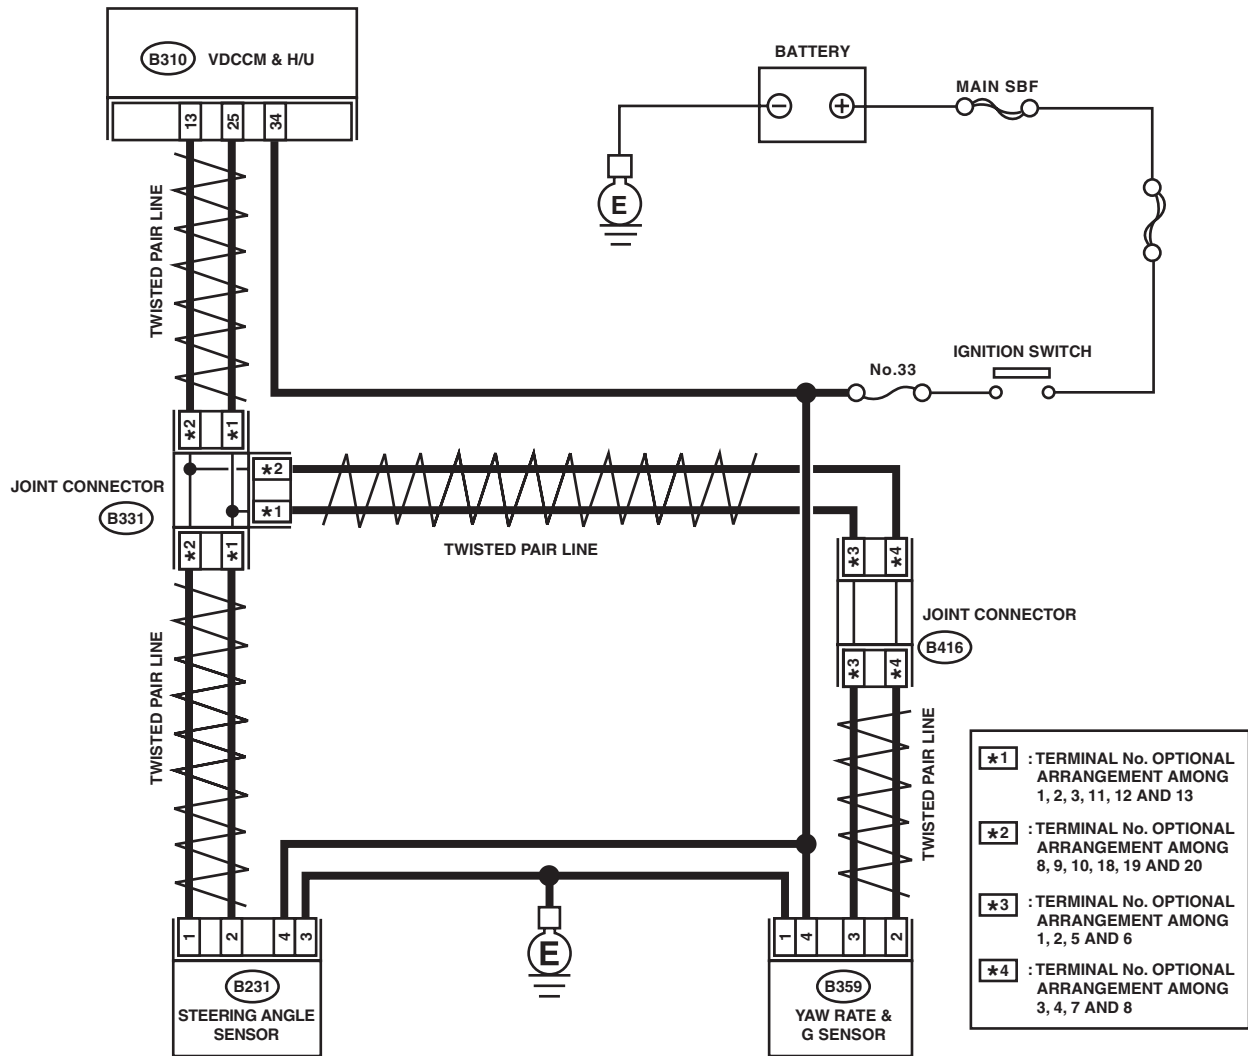 B310 VDCCM & H/U
13 25 34
BATTERY
− +
MAIN SBF
E
TWISTED PAIR LINE
No.33
IGNITION SWITCH
*2 *1
*2
*1
JOINT CONNECTOR
B331
*2 *1
TWISTED PAIR LINE
*3 *4
JOINT CONNECTOR
B416
*3 *4
TWISTED PAIR LINE
TWISTED PAIR LINE
1 2 4 3
E
1 4 3 2
B231
STEERING ANGLE
SENSOR
B359
YAW RATE &
G SENSOR
*1 : TERMINAL No. OPTIONAL
ARRANGEMENT AMONG
1, 2, 3, 11, 12 AND 13
*2 : TERMINAL No. OPTIONAL
ARRANGEMENT AMONG
8, 9, 10, 18, 19 AND 20
*3 : TERMINAL No. OPTIONAL
ARRANGEMENT AMONG
1, 2, 5 AND 6
*4 : TERMINAL No. OPTIONAL
ARRANGEMENT AMONG
3, 4, 7 AND 8